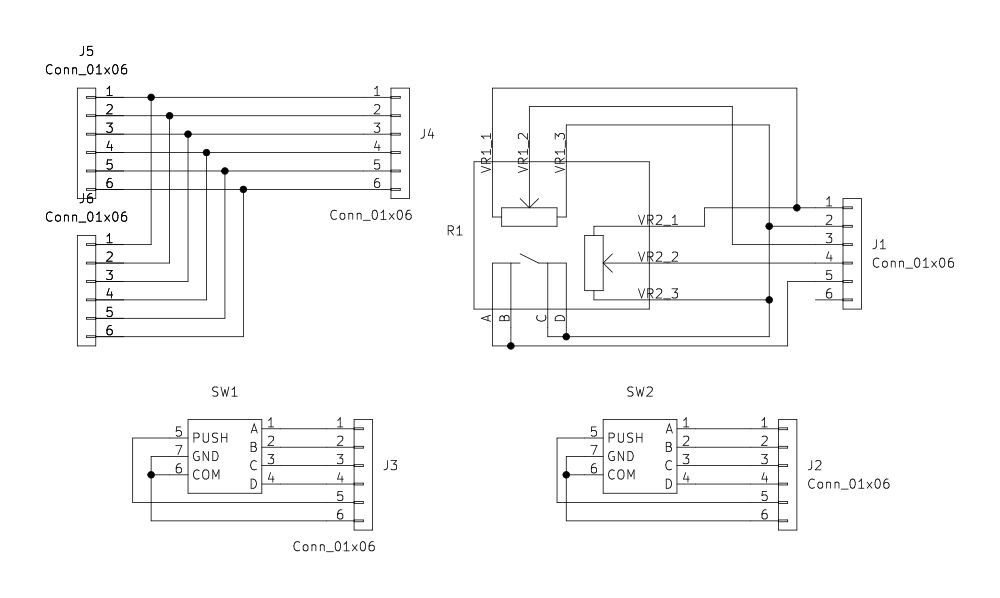 J5
Conn_01x06
1
2
3
4
5
6
1
2
3
4
5
6
J4
Conn_01x06
J6
Conn_01x06
1
2
3
4
5
6
VR1_1
VR1_2
VR1_3
R1
VR2_1
VR2_2
VR2_3
A
B
C
D
1
2
3
4
5
6
J1
Conn_01x06
SW1
5 PUSH
7 GND
6 COM
A 1
B 2
C 3
D 4
1
2
3
4
5
6
J3
Conn_01x06
SW2
5 PUSH
7 GND
6 COM
A 1
B 2
C 3
D 4
1
2
3
4
5
6
J2
Conn_01x06